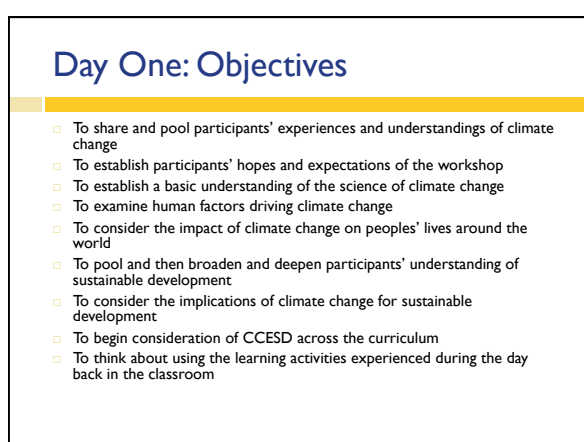 Day One: Objectives
To share and pool participants' experiences and understandings of climate
change
To establish participants' hopes and expectations of the workshop
To establish a basic understanding of the science of climate change
To examine human factors driving climate change
To consider the impact of climate change on peoples' lives around the
world
To pool and then broaden and deepen participants' understanding of
sustainable development
To consider the implications of climate change for sustainable
development
To begin consideration of CCESD across the curriculum
To think about using the learning activities experienced during the day
back in the classroom